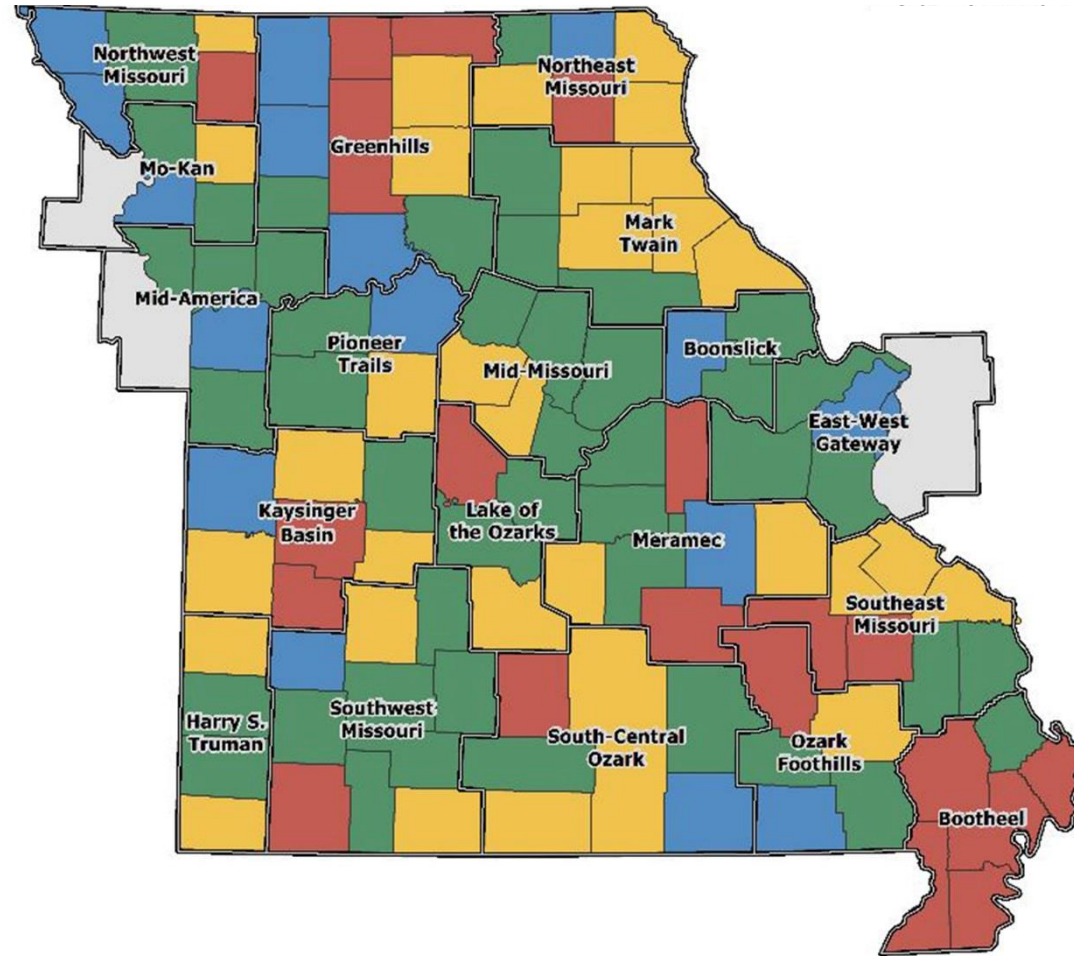 Northwest
Missouri
Northeast
Missouri
Greenhills
Mo-Kan
Mark
Twain
Mid-America
Pioneer
Trails
Mid-Missouri
Boonslick
East-West
Gateway
Kaysinger
Basin
Lake of
the Ozarks
Meramec
Southeast
Missouri
Harry S.
Truman
Southwest
Missouri
South-Central
Ozark
Ozark
Foothills
Bootheel